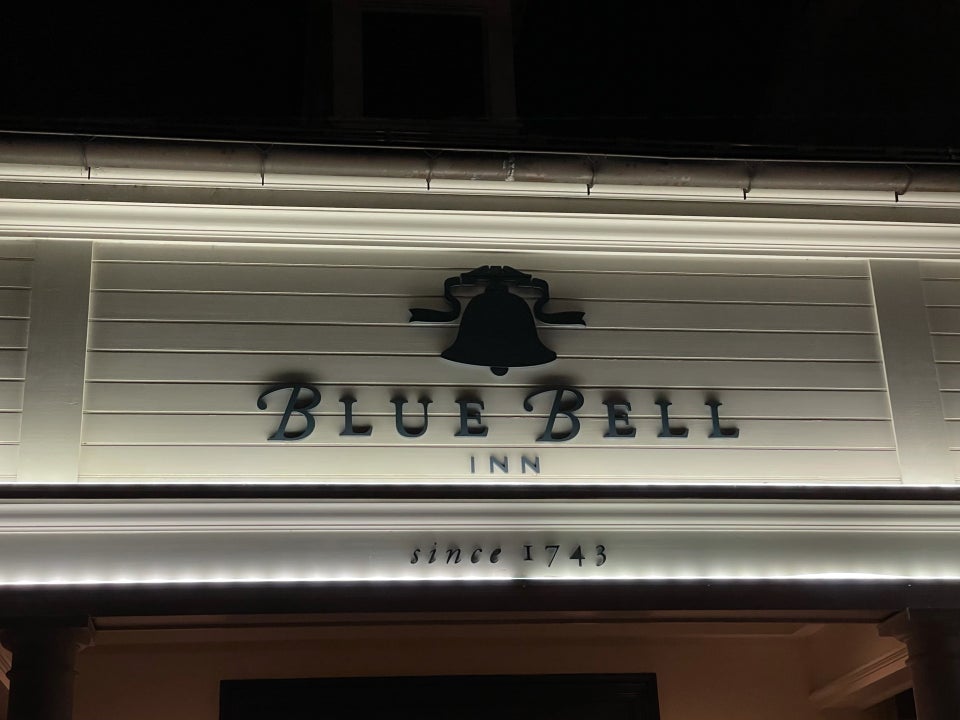 BLUE BELL
INN
since 1743